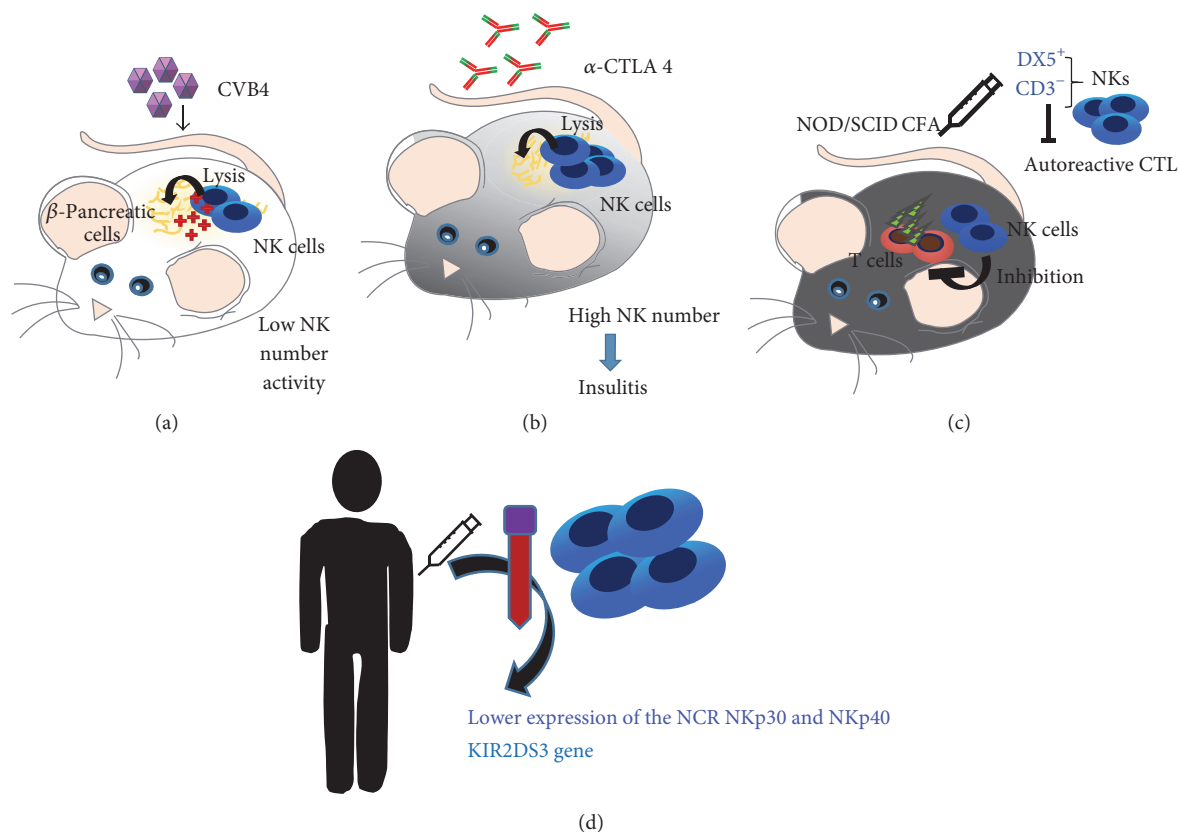 CVB4
Lysis
β-Pancreatic
cells
NK cells
Low NK
number
activity
(a)
α-CTLA 4
Lysis
NK cells
High NK number
Insulitis
(b)
DX5⁺
CD3⁻
NKs
NOD/SCID CFA
Autoreactive CTL
NK cells
T cells
Inhibition
(c)
Lower expression of the NCR NKp30 and NKp40
KIR2DS3 gene
(d)